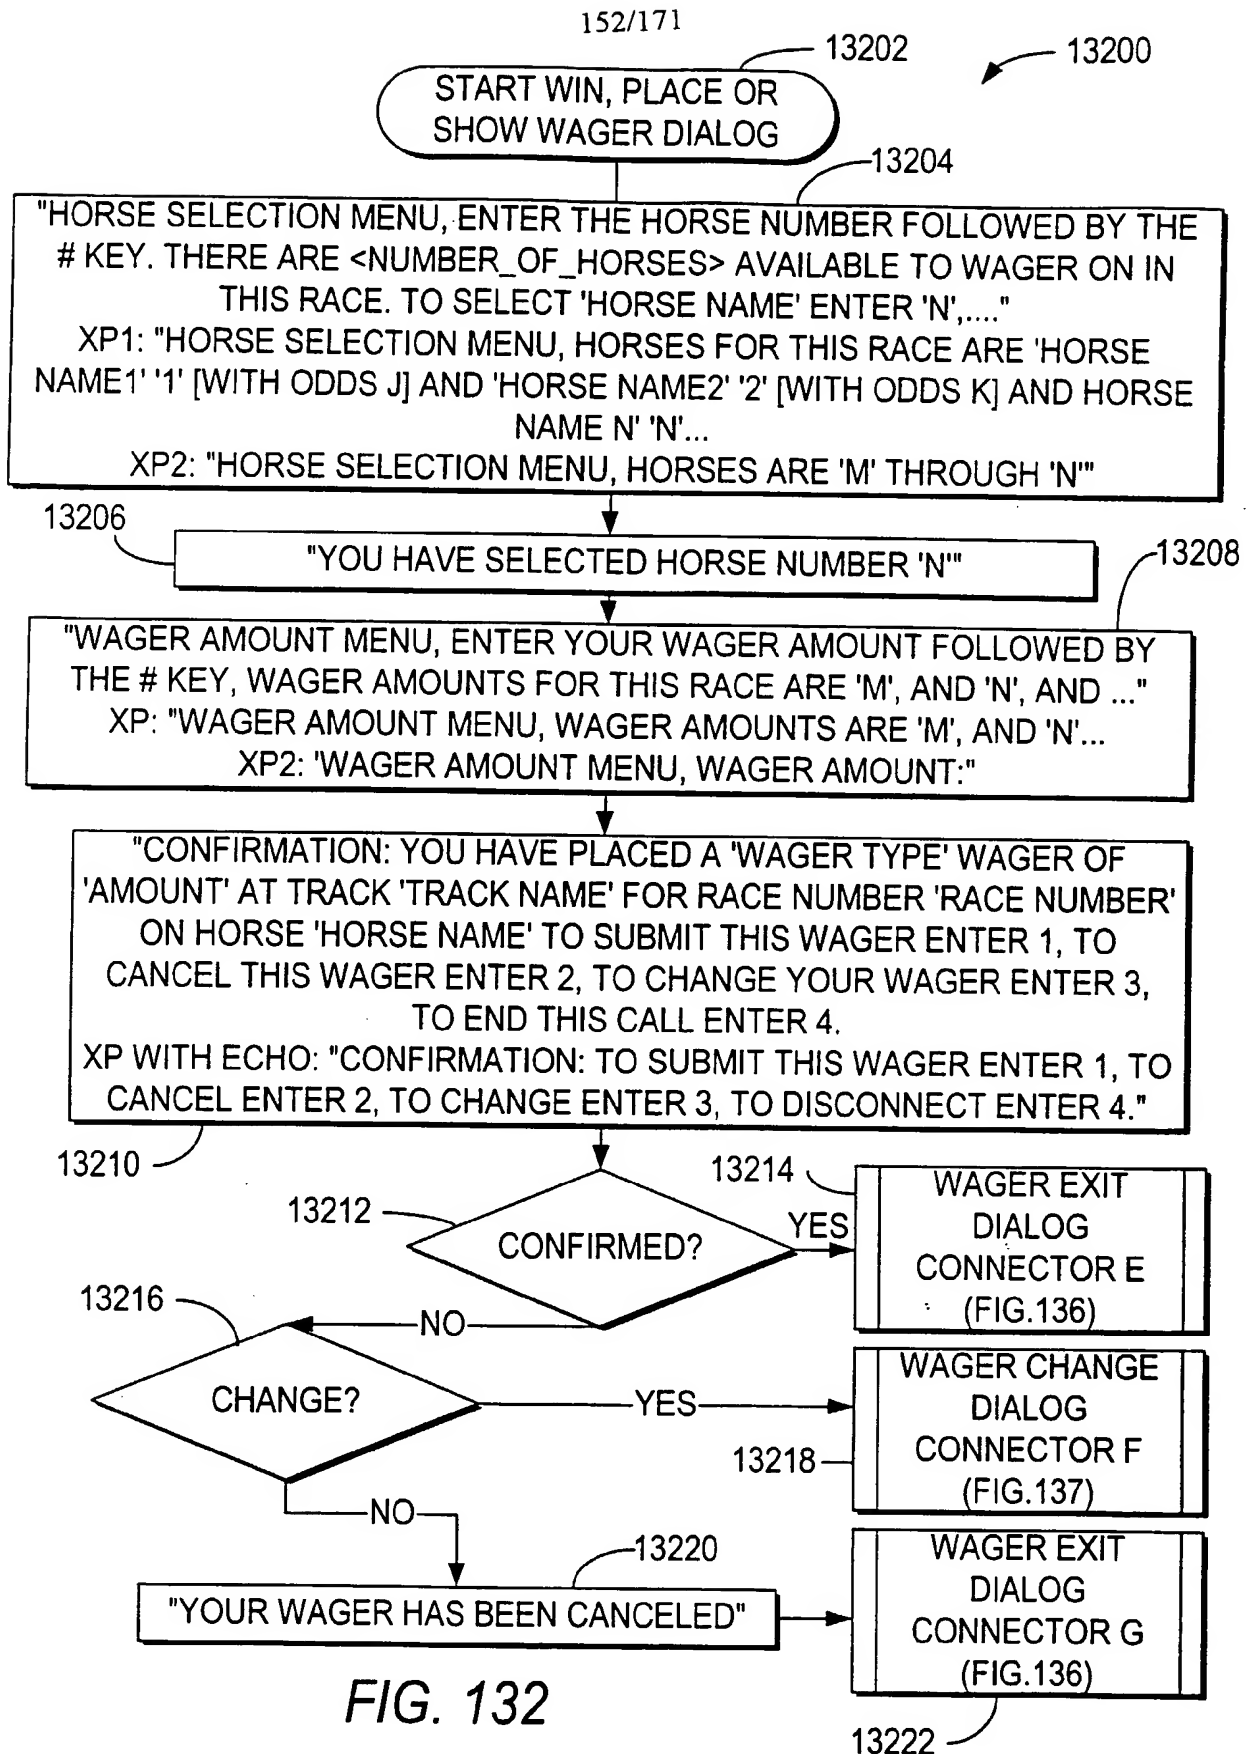 152/171
13202
13200
START WIN, PLACE OR
SHOW WAGER DIALOG
13204
"HORSE SELECTION MENU, ENTER THE HORSE NUMBER FOLLOWED BY THE
# KEY. THERE ARE <NUMBER_OF_HORSES> AVAILABLE TO WAGER ON IN
THIS RACE. TO SELECT 'HORSE NAME' ENTER 'N',...."
XP1: "HORSE SELECTION MENU, HORSES FOR THIS RACE ARE 'HORSE
NAME1' '1' [WITH ODDS J] AND 'HORSE NAME2' '2' [WITH ODDS K] AND HORSE
NAME N' 'N'...
XP2: "HORSE SELECTION MENU, HORSES ARE 'M' THROUGH 'N'"
13206
"YOU HAVE SELECTED HORSE NUMBER 'N'"
13208
"WAGER AMOUNT MENU, ENTER YOUR WAGER AMOUNT FOLLOWED BY
THE # KEY, WAGER AMOUNTS FOR THIS RACE ARE 'M', AND 'N', AND ..."
XP: "WAGER AMOUNT MENU, WAGER AMOUNTS ARE 'M', AND 'N'...
XP2: 'WAGER AMOUNT MENU, WAGER AMOUNT:"
"CONFIRMATION: YOU HAVE PLACED A 'WAGER TYPE' WAGER OF
'AMOUNT' AT TRACK 'TRACK NAME' FOR RACE NUMBER 'RACE NUMBER'
ON HORSE 'HORSE NAME' TO SUBMIT THIS WAGER ENTER 1, TO
CANCEL THIS WAGER ENTER 2, TO CHANGE YOUR WAGER ENTER 3,
TO END THIS CALL ENTER 4.
XP WITH ECHO: "CONFIRMATION: TO SUBMIT THIS WAGER ENTER 1, TO
CANCEL ENTER 2, TO CHANGE ENTER 3, TO DISCONNECT ENTER 4."
13210
13212
CONFIRMED?
YES
13214
WAGER EXIT
DIALOG
CONNECTOR E
(FIG.136)
NO
13216
CHANGE?
YES
13218
WAGER CHANGE
DIALOG
CONNECTOR F
(FIG.137)
NO
13220
"YOUR WAGER HAS BEEN CANCELED"
WAGER EXIT
DIALOG
CONNECTOR G
(FIG.136)
13222
FIG. 132